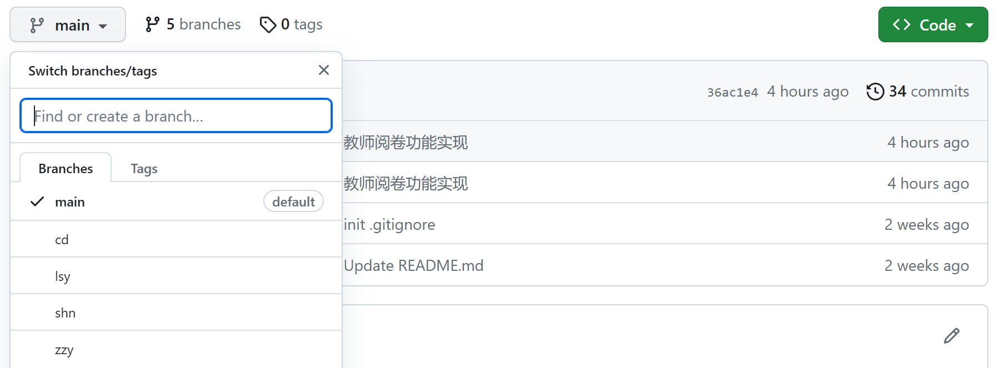 main 5 branches 0 tags Code
Switch branches/tags
36ac1e4 4 hours ago 34 commits
Find or create a branch...
教师阅卷功能实现 4 hours ago
Branches Tags
教师阅卷功能实现 4 hours ago
main default
init .gitignore 2 weeks ago
cd
Update README.md 2 weeks ago
lsy
shn
zzy